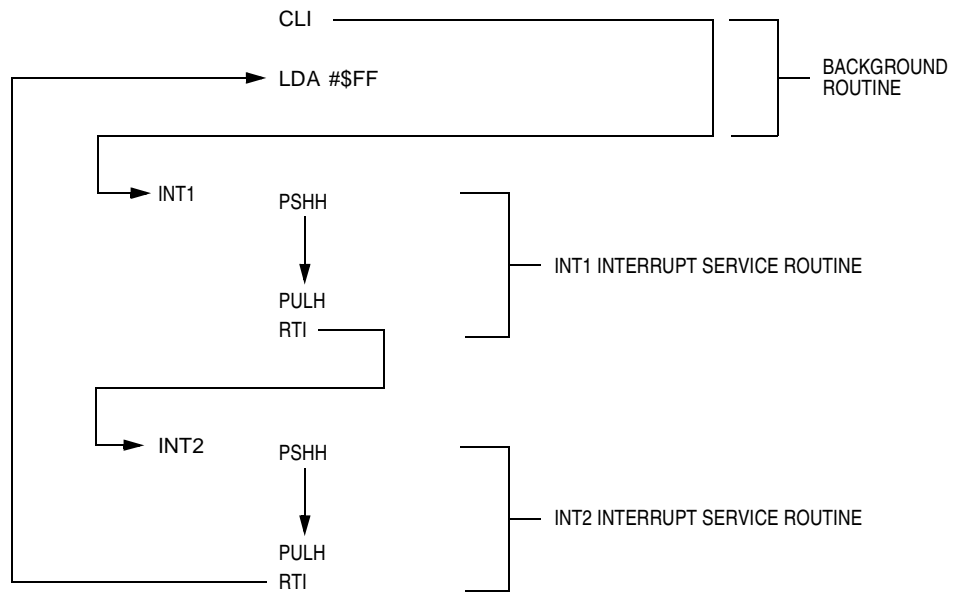 CLI
LDA #$FF
BACKGROUND
ROUTINE
INT1
PSHH
INT1 INTERRUPT SERVICE ROUTINE
PULH
RTI
INT2
PSHH
INT2 INTERRUPT SERVICE ROUTINE
PULH
RTI